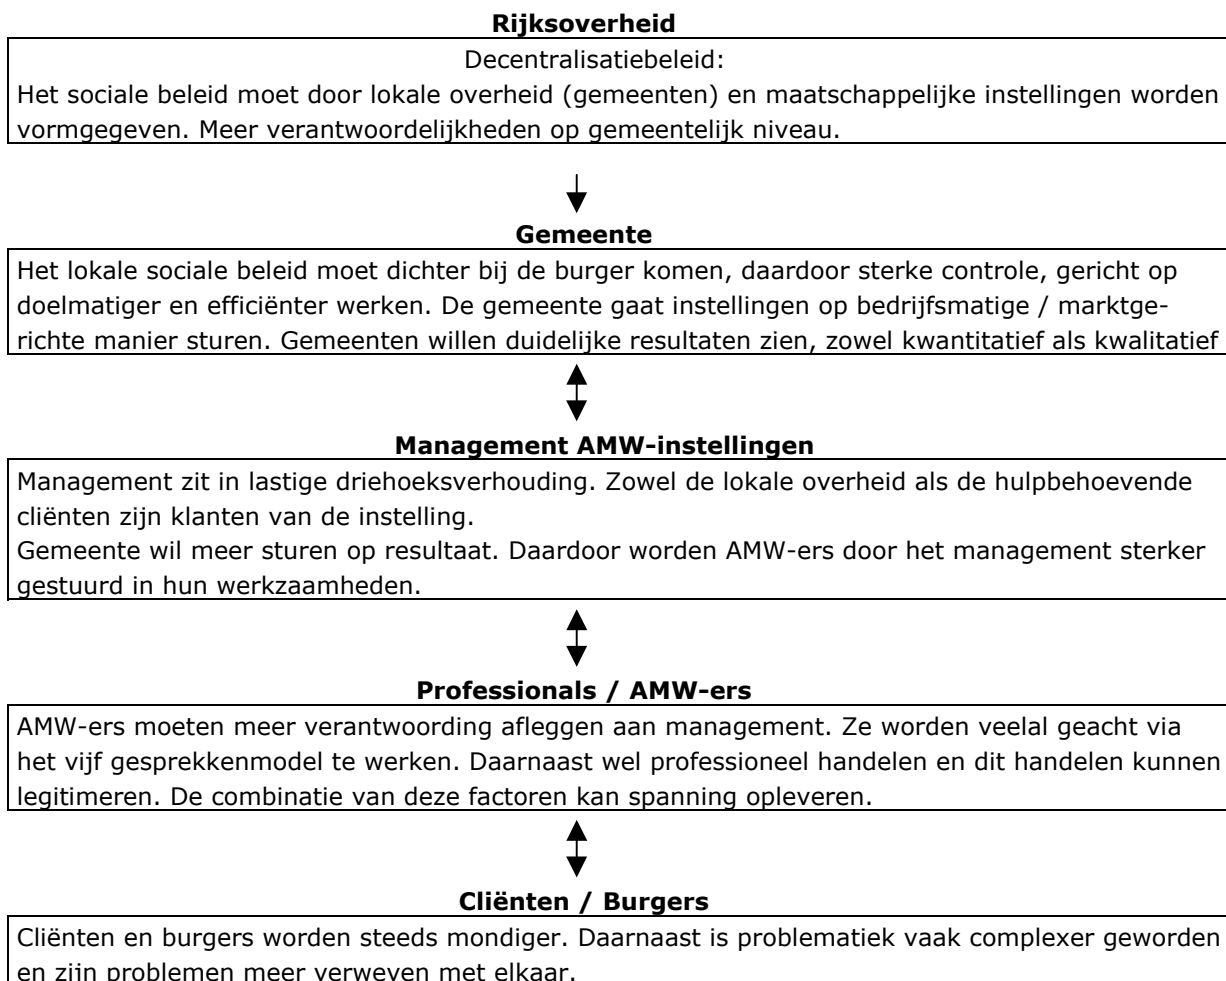 Rijksoverheid
Decentralisatiebeleid:
Het sociale beleid moet door lokale overheid (gemeenten) en maatschappelijke instellingen worden
vormgegeven. Meer verantwoordelijkheden op gemeentelijk niveau.
Gemeente
Het lokale sociale beleid moet dichter bij de burger komen, daardoor sterke controle, gericht op
doelmatiger en efficiënter werken. De gemeente gaat instellingen op bedrijfsmatige / marktge-
richte manier sturen. Gemeenten willen duidelijke resultaten zien, zowel kwantitatief als kwalitatief
Management AMW-instellingen
Management zit in lastige driehoeksverhouding. Zowel de lokale overheid als de hulpbehoevende
cliënten zijn klanten van de instelling.
Gemeente wil meer sturen op resultaat. Daardoor worden AMW-ers door het management sterker
gestuurd in hun werkzaamheden.
Professionals / AMW-ers
AMW-ers moeten meer verantwoording afleggen aan management. Ze worden veelal geacht via
het vijf gesprekkenmodel te werken. Daarnaast wel professioneel handelen en dit handelen kunnen
legitimeren. De combinatie van deze factoren kan spanning opleveren.
Cliënten / Burgers
Cliënten en burgers worden steeds mondiger. Daarnaast is problematiek vaak complexer geworden
en zijn problemen meer verweven met elkaar.